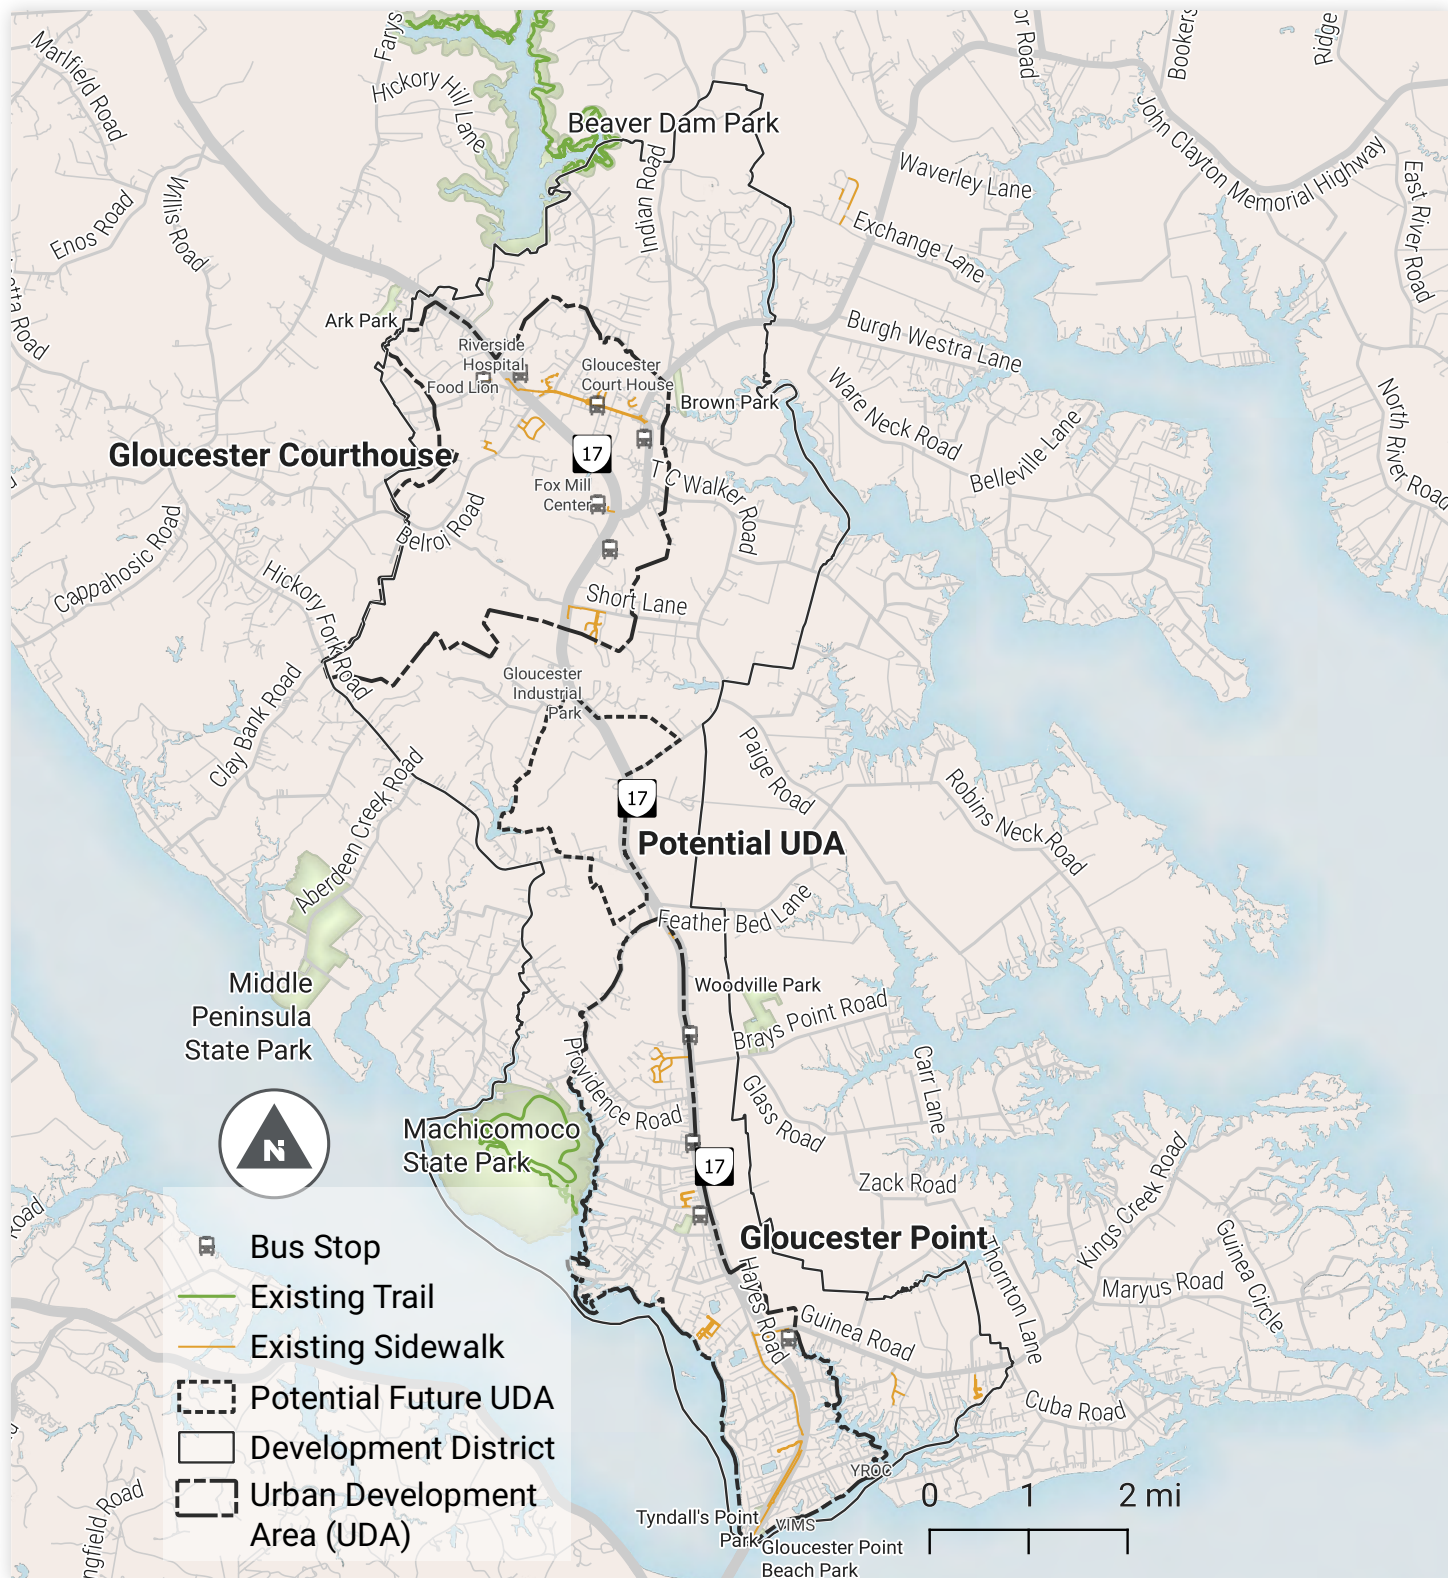 Farys
or Road
Bookers
Ridge
Marlfield Road
Hickory Hill Lane
Beaver Dam Park
John Clayton Memorial Highway
Indian Road
Waverley Lane
East River Road
Enos Road
Willis Road
Exchange Lane
otta Road
Ark Park
Burgh Westra Lane
Riverside
Hospital
Food Lion
Gloucester
Court House
Brown Park
Ware Neck Road
Belleville Lane
North River Road
Gloucester Courthouse
17
Fox Mill
Center
T C Walker Road
Belroi Road
Cappahosic Road
Hickory Fork Road
Short Lane
Clay Bank Road
Gloucester
Industrial
Park
Aberdeen Creek Road
Paige Road
Robins Neck Road
17
Potential UDA
Feather Bed Lane
Middle
Peninsula
State Park
Woodville Park
Brays Point Road
Providence Road
Glass Road
Carr Lane
Machicomoco
State Park
17
Zack Road
Kings Creek Road
Gloucester Point
Thornton Lane
Guinea Circle
Maryus Road
Hayes Road
Guinea Road
Cuba Road
Road
ngfield Road
YROC
Tyndall's Point
Park
VIMS
Gloucester Point
Beach Park
N
Bus Stop
Existing Trail
Existing Sidewalk
Potential Future UDA
Development District
Urban Development
Area (UDA)
0 1 2 mi